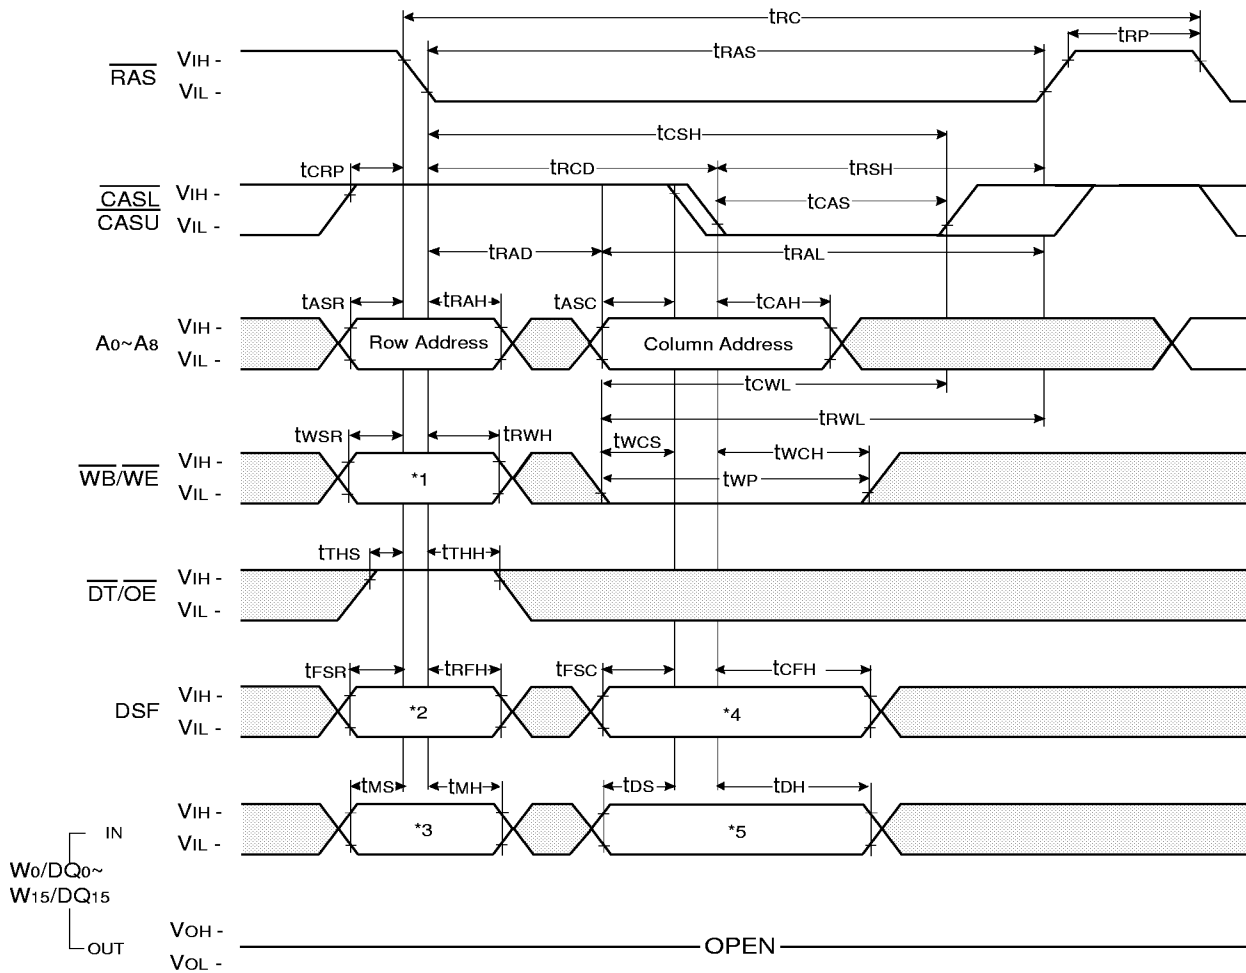 tRC
tRP
tRAS
RAS
VIH -
VIL -
tCSH
tCRP
tRCD
tRSH
CASL
CASU
VIH -
VIL -
tCAS
tRAD
tRAL
tASR
tRAH
tASC
tCAH
A0~A8
VIH -
VIL -
Row Address
Column Address
tCWL
tRWL
tWSR
tRWH
tWCS
tWCH
tWP
WB/WE
VIH -
VIL -
*1
tTHS
tTHH
DT/OE
VIH -
VIL -
tFSR
tRFH
tFSC
tCFH
DSF
VIH -
VIL -
*2
*4
tMS
tMH
tDS
tDH
VIH -
VIL -
*3
*5
IN
W0/DQ0~
W15/DQ15
OUT
VOH -
VOL -
OPEN